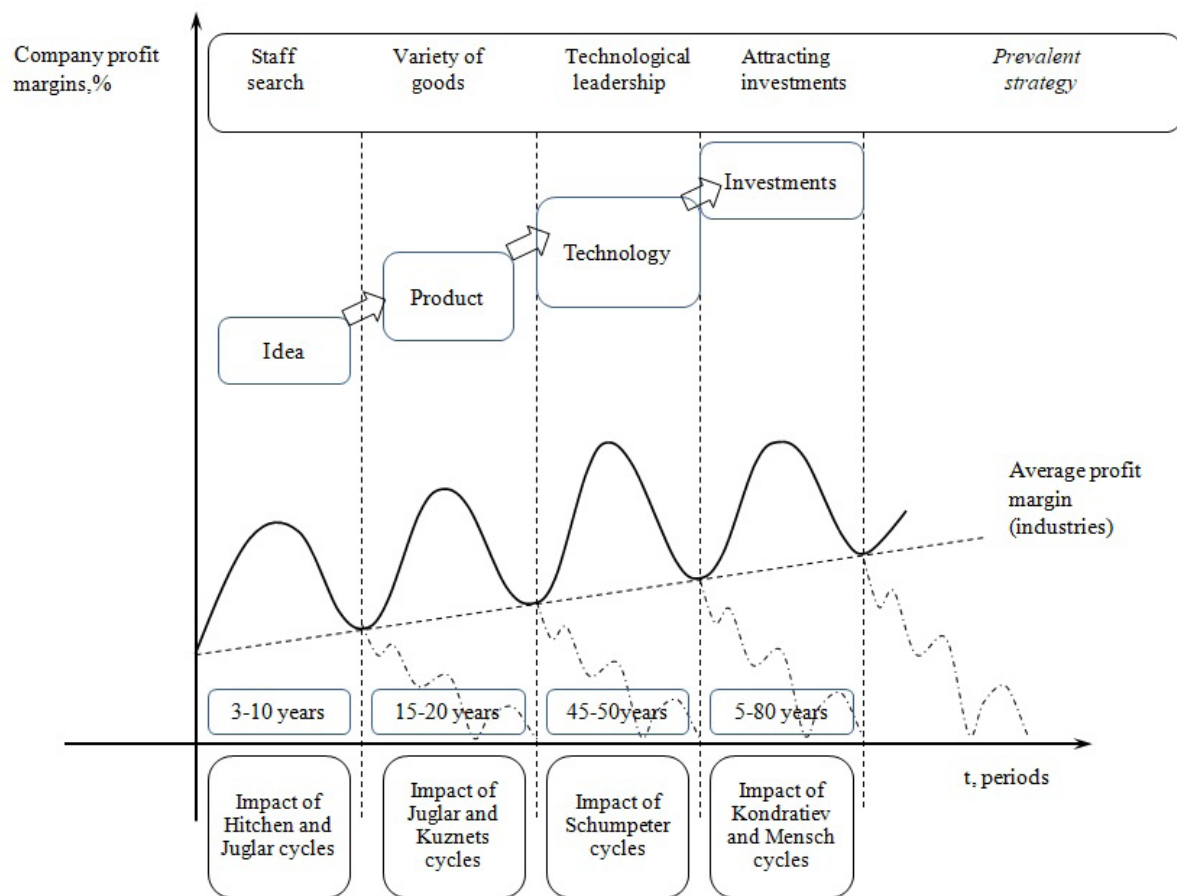 Company profit
margins,%
Staff
search
Variety of
goods
Technological
leadership
Attracting
investments
Prevalent
strategy
Investments
Technology
Product
Idea
Average profit
margin
(industries)
3-10 years
15-20 years
45-50years
5-80 years
t, periods
Impact of
Hitchen and
Juglar cycles
Impact of
Juglar and
Kuznets
cycles
Impact of
Schumpeter
cycles
Impact of
Kondratiev
and Mensch
cycles